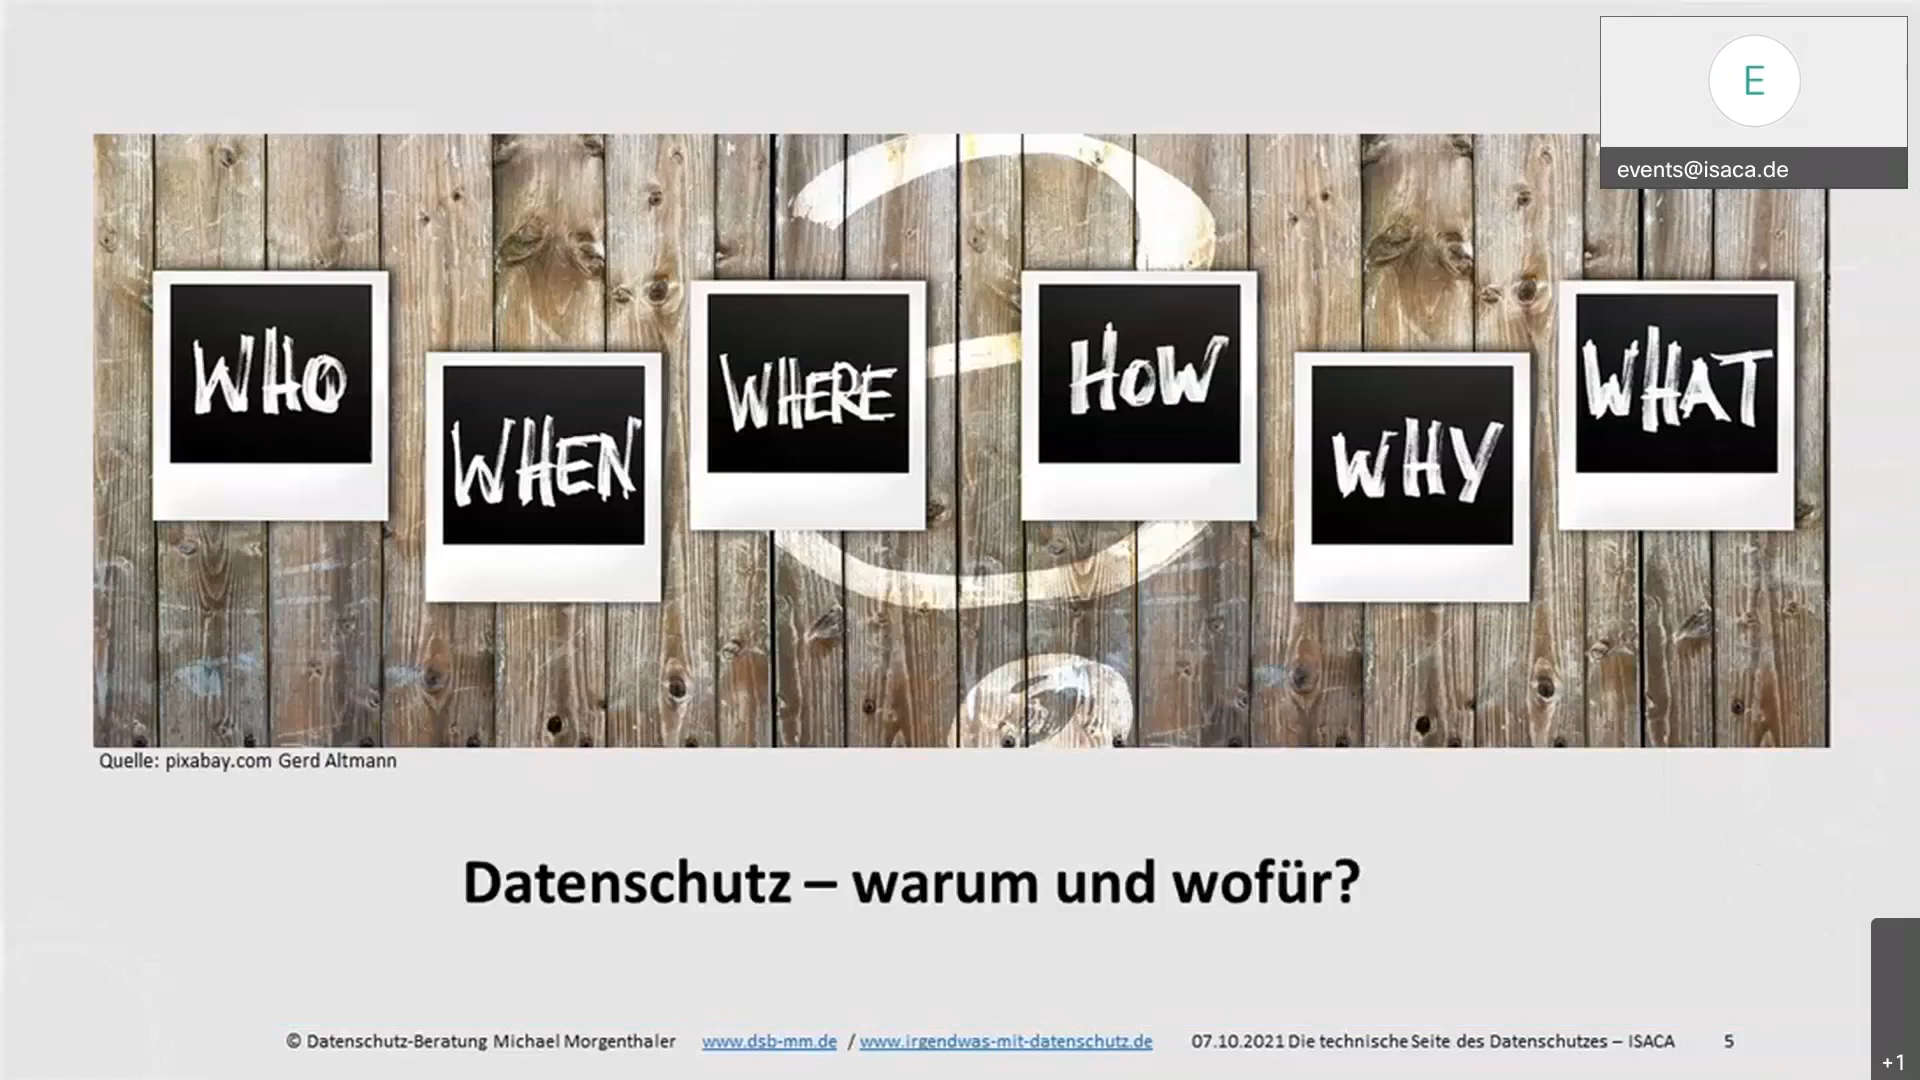 E
events@isaca.de
WHO
WHEN
WHERE
HOW
WHY
WHAT
Quelle: pixabay.com Gerd Altmann
Datenschutz – warum und wofür?
© Datenschutz-Beratung Michael Morgenthaler www.dsb-mm.de / www.irgendwas-mit-datenschutz.de 07.10.2021 Die technische Seite des Datenschutzes – ISACA 5
+1